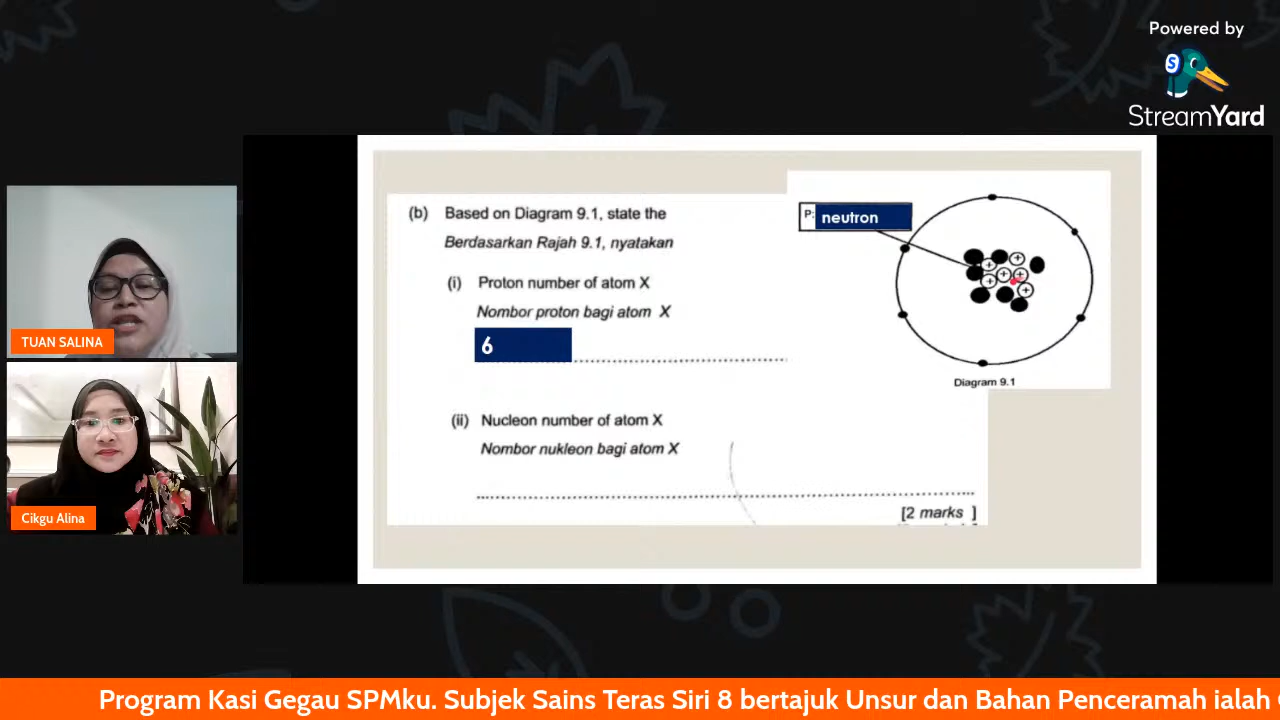 Powered by
StreamYard
(b) Based on Diagram 9.1, state the
Berdasarkan Rajah 9.1, nyatakan
(i) Proton number of atom X
Nombor proton bagi atom X
6
(ii) Nucleon number of atom X
Nombor nukleon bagi atom X
[2 marks ]
P:
neutron
Diagram 9.1
TUAN SALINA
Cikgu Alina
Program Kasi Gegau SPMku. Subjek Sains Teras Siri 8 bertajuk Unsur dan Bahan Penceramah ialah